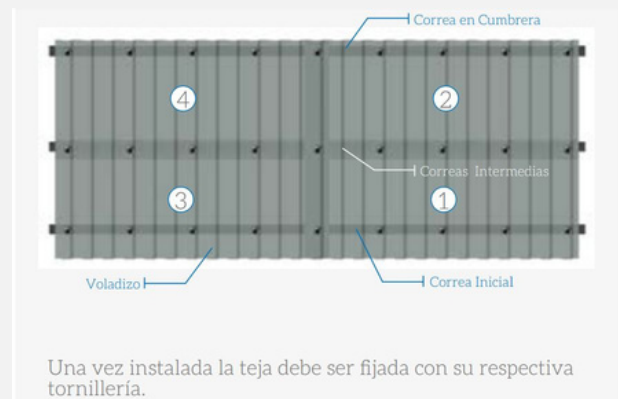 Correa en Cumbrera
4
2
Correas Intermedias
3
1
Voladizo
Correa Inicial
Una vez instalada la teja debe ser fijada con su respectiva
tornillería.